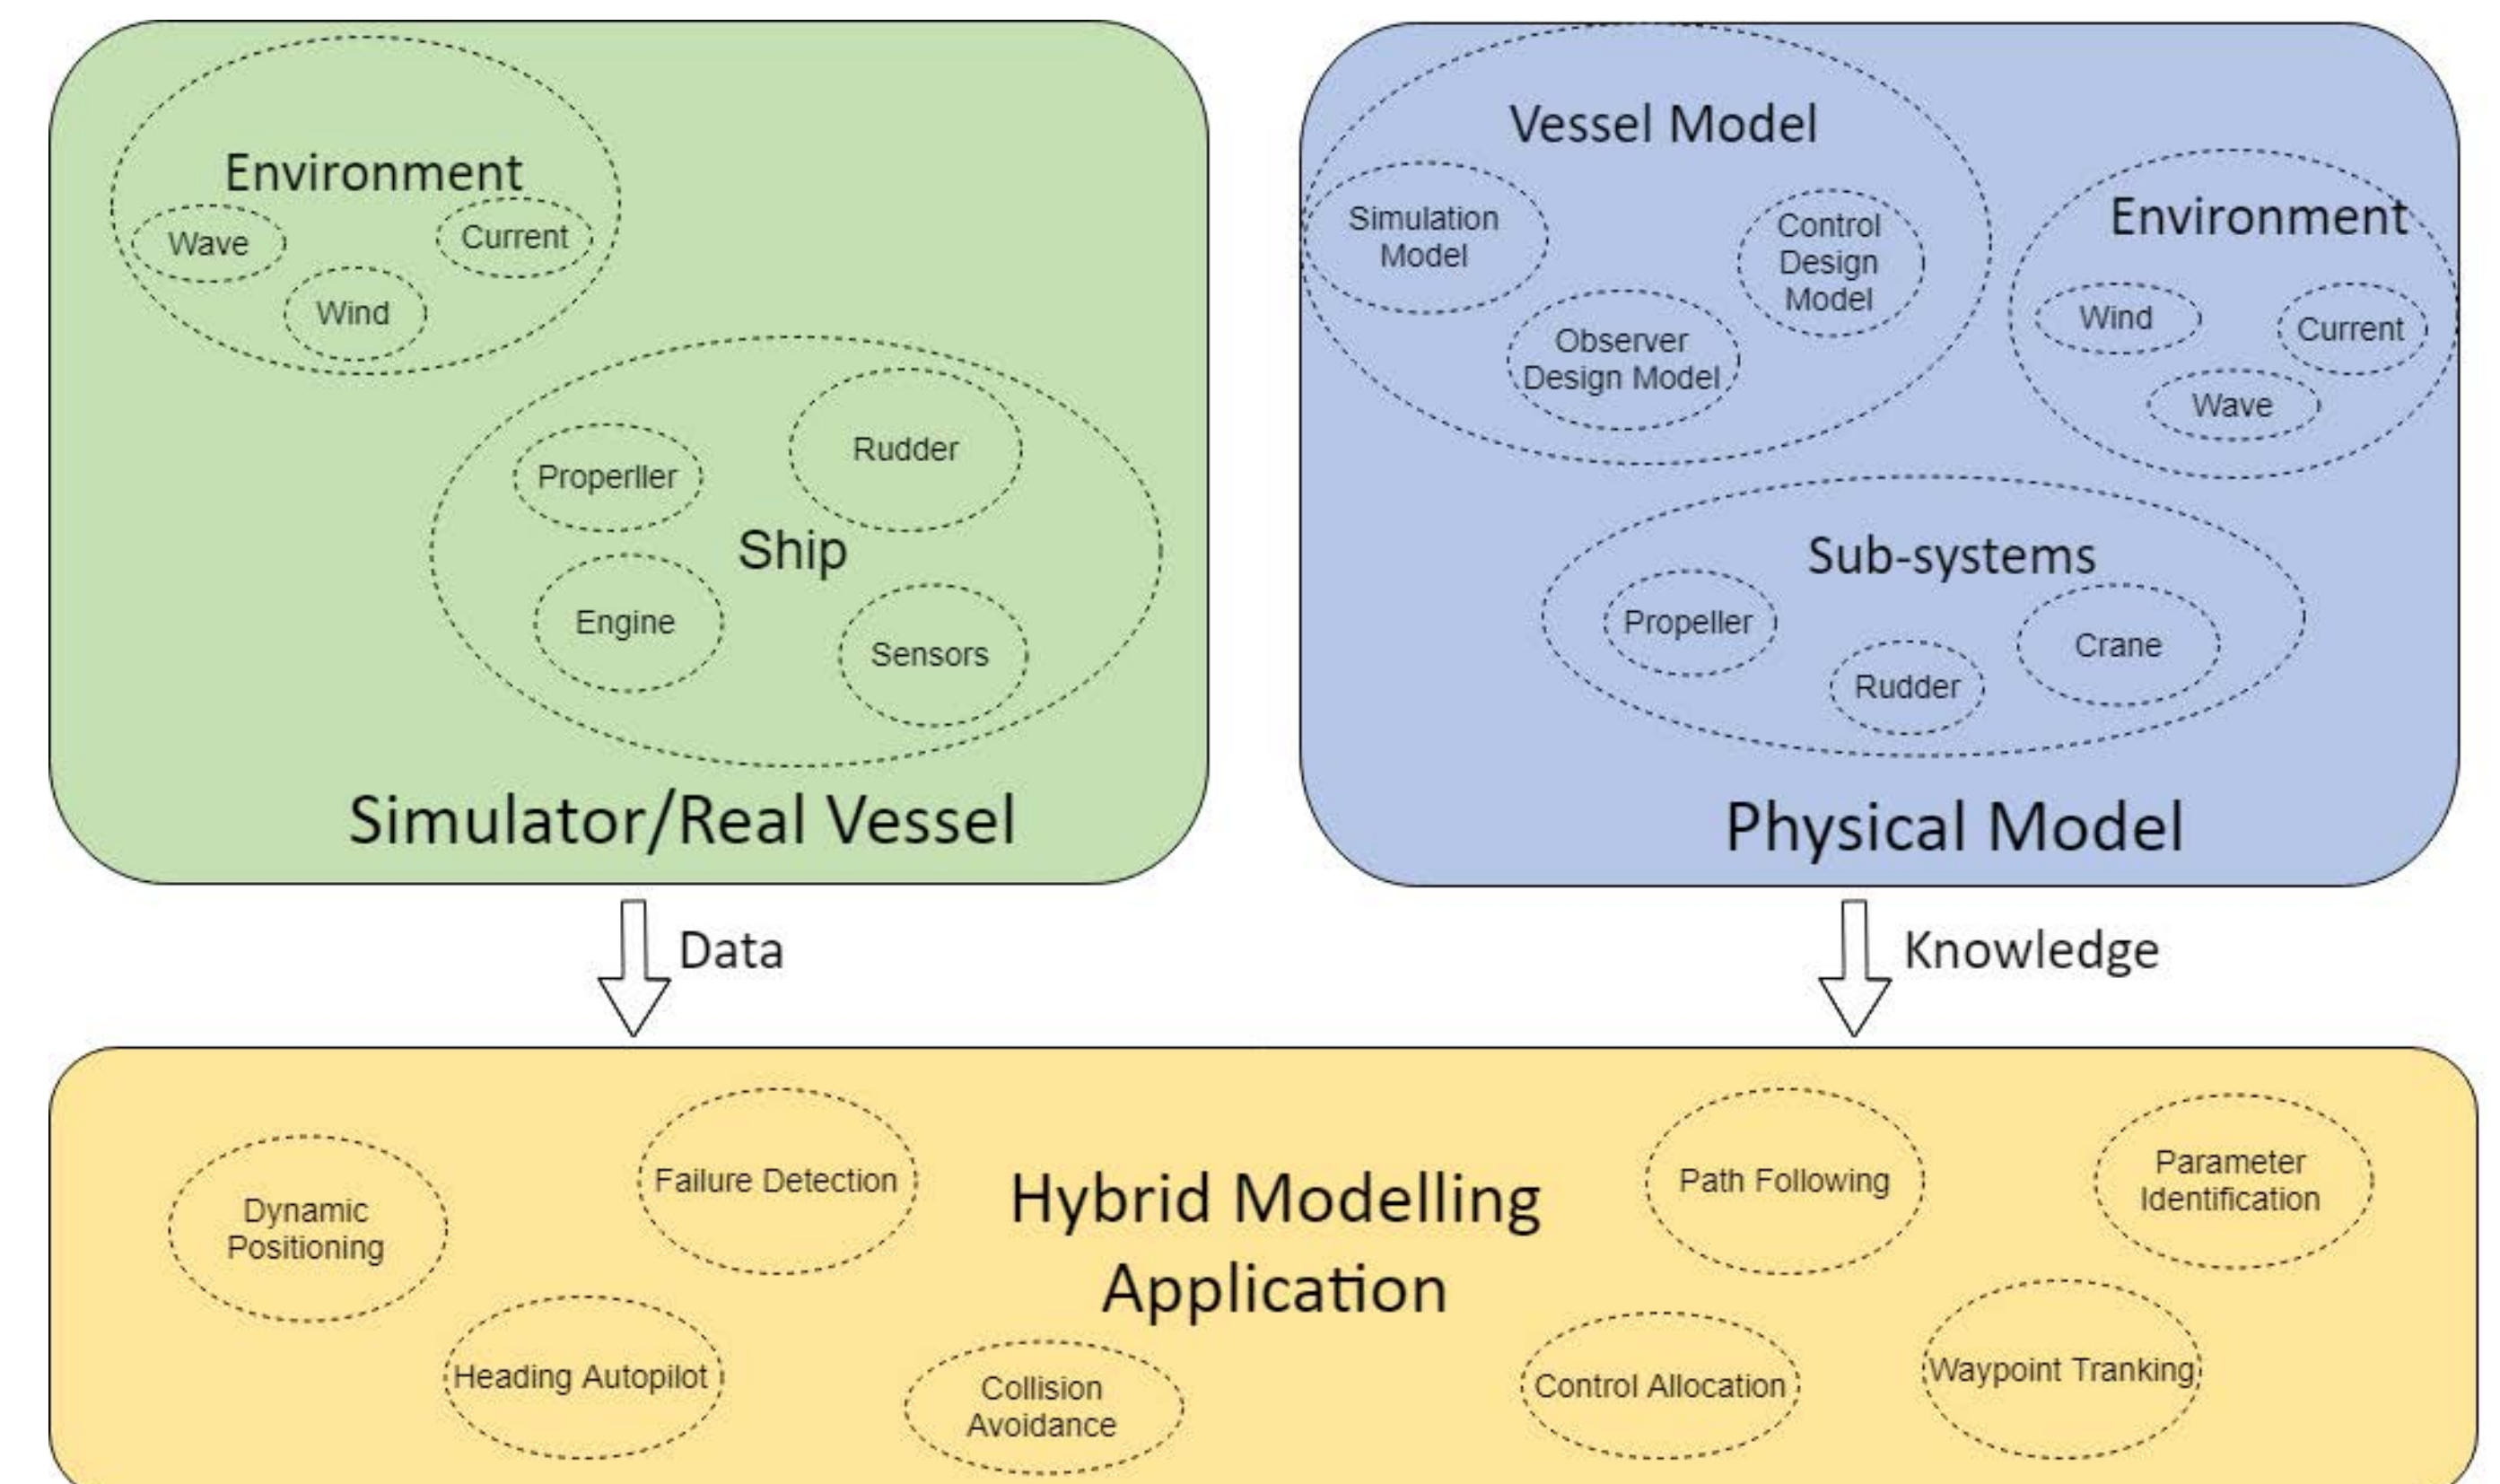 Environment
Wave
Current
Wind
Properller
Rudder
Ship
Engine
Sensors
Simulator/Real Vessel
Vessel Model
Simulation
Model
Control
Design
Model
Observer
Design Model
Environment
Wind
Current
Wave
Sub-systems
Propeller
Crane
Rudder
Physical Model
Data
Knowledge
Dynamic
Positioning
Failure Detection
Heading Autopilot
Hybrid Modelling
Application
Collision
Avoidance
Path Following
Parameter
Identification
Control Allocation
Waypoint Tranking